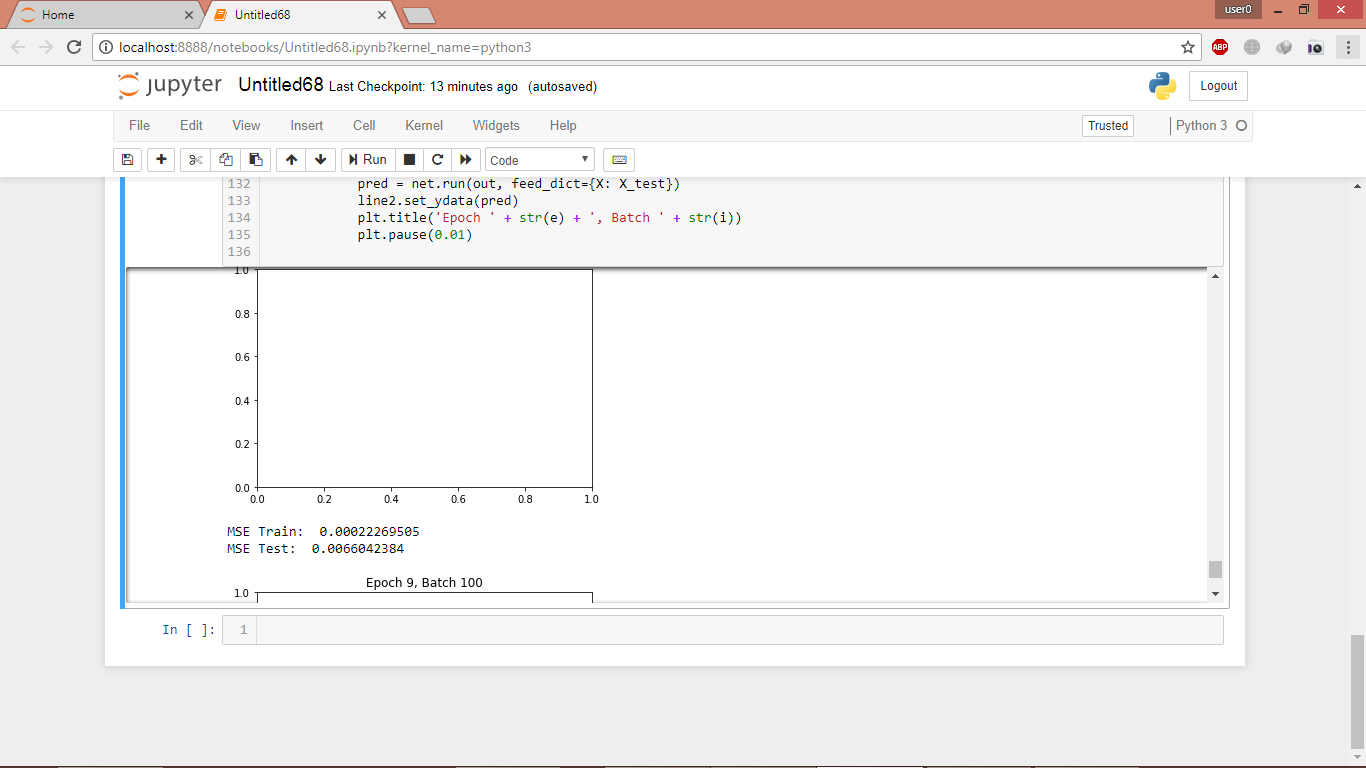 Home
Untitled68
user0
localhost:8888/notebooks/Untitled68.ipynb?kernel_name=python3
ABP
jupyter Untitled68 Last Checkpoint: 13 minutes ago (autosaved)
Logout
File Edit View Insert Cell Kernel Widgets Help
Trusted
Python 3
Run
Code
132 pred = net.run(out, feed_dict={X: X_test})
133 line2.set_ydata(pred)
134 plt.title('Epoch ' + str(e) + ', Batch ' + str(i))
135 plt.pause(0.01)
136
1.0
0.8
0.6
0.4
0.2
0.0
0.0 0.2 0.4 0.6 0.8 1.0
MSE Train:  0.00022269505
MSE Test:  0.0066042384
Epoch 9, Batch 100
1.0
In [ ]: 1